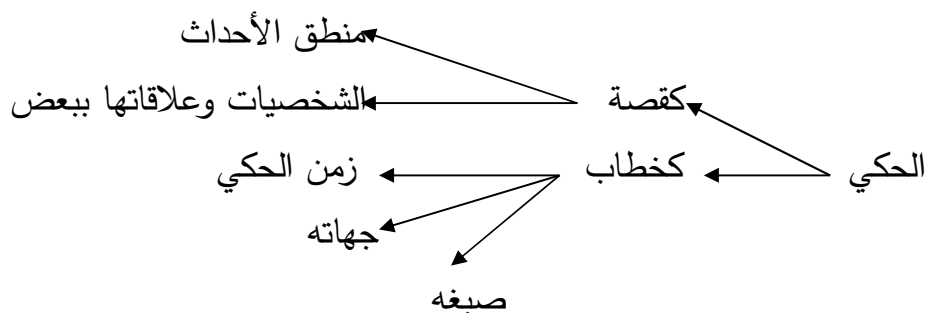 منطق الأحداث
كقصة الشخصيات وعلاقاتها ببعض
الحكي كخطاب زمن الحكي
جهاته
صيغه